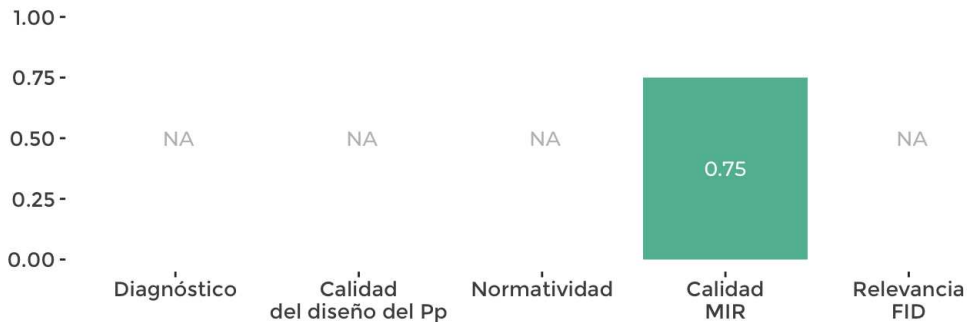 1.00
0.75
0.50
0.25
0.00
NA
NA
NA
0.75
NA
Diagnóstico
Calidad
del diseño del Pp
Normatividad
Calidad
MIR
Relevancia
FID